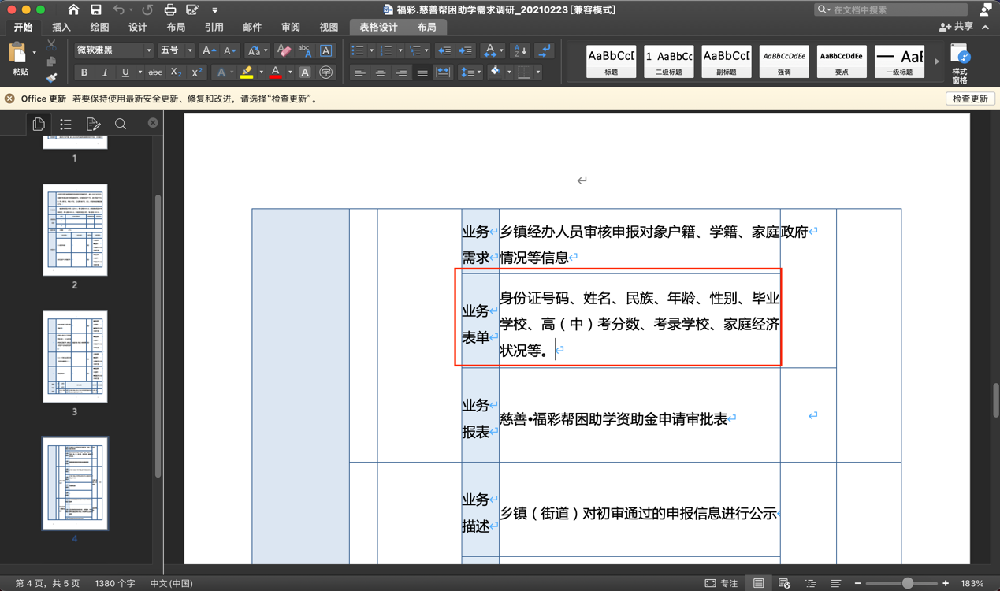 福彩.慈善帮困助学需求调研_20210223 [兼容模式]
在文档中搜索
开始 插入 绘图 设计 布局 引用 邮件 审阅 视图 表格设计 布局 共享
粘贴
微软雅黑 五号
AaBbCcD 标题
1 AaBbCc 二级标题
AaBbCcD 副标题
AaBbCcDdEe 强调
AaBbCcDdEe 要点
一 AaB 一级标题
样式
窗格
Office 更新 若要保持使用最新安全更新、修复和改进，请选择“检查更新”。
检查更新
1
2
3
4
业务
需求
乡镇经办人员审核申报对象户籍、学籍、家庭
情况等信息
政府
业务
表单
身份证号码、姓名、民族、年龄、性别、毕业
学校、高（中）考分数、考录学校、家庭经济
状况等。
业务
报表
慈善•福彩帮困助学资助金申请审批表
业务
描述
乡镇（街道）对初审通过的申报信息进行公示
第 4 页，共 5 页 1380 个字 中文(中国)
专注
183%